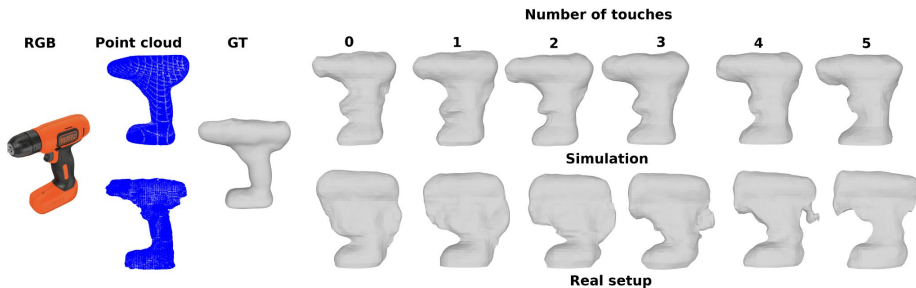 Number of touches
RGB Point cloud GT 0 1 2 3 4 5
Simulation
Real setup